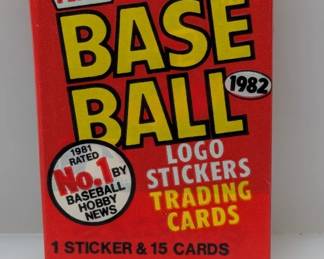 BASE
BALL
1982
1981
RATED
No.1 BY
BASEBALL
HOBBY
NEWS
LOGO
STICKERS
TRADING
CARDS
1 STICKER & 15 CARDS